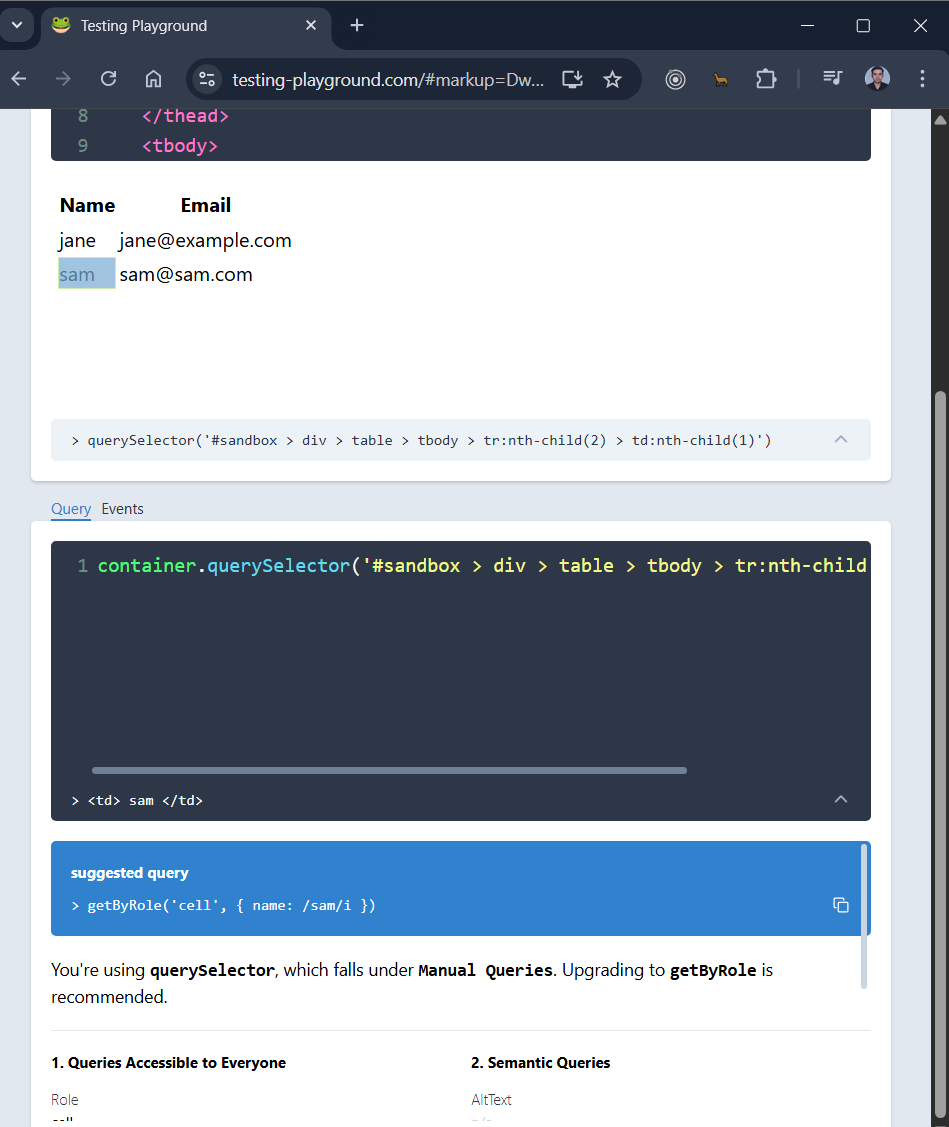 Testing Playground
testing-playground.com/#markup=Dw...
8 </thead>
9 <tbody>
Name Email
jane jane@example.com
sam sam@sam.com
> querySelector('#sandbox > div > table > tbody > tr:nth-child(2) > td:nth-child(1)')
Query Events
1 container.querySelector('#sandbox > div > table > tbody > tr:nth-child
> <td> sam </td>
suggested query
> getByRole('cell', { name: /sam/i })
You're using querySelector, which falls under Manual Queries. Upgrading to getByRole is
recommended.
1. Queries Accessible to Everyone
2. Semantic Queries
Role
AltText